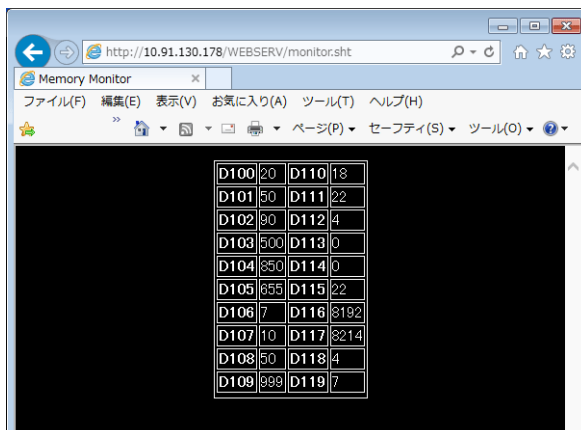 http://10.91.130.178/WEBSERV/monitor.sht
Memory Monitor
ファイル(F) 編集(E) 表示(V) お気に入り(A) ツール(T) ヘルプ(H)
ページ(P) セーフティ(S) ツール(O)
D100 20 D110 18
D101 50 D111 22
D102 90 D112 4
D103 500 D113 0
D104 850 D114 0
D105 655 D115 22
D106 7 D116 8192
D107 10 D117 8214
D108 50 D118 4
D109 999 D119 7